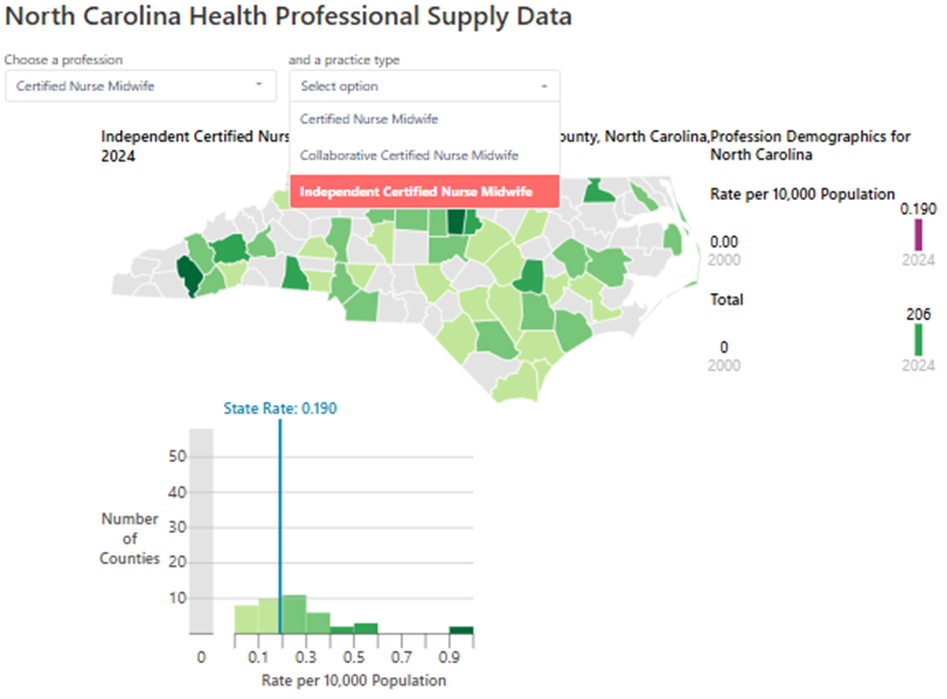 North Carolina Health Professional Supply Data
Choose a profession
and a practice type
Certified Nurse Midwife
Select option
Certified Nurse Midwife
Collaborative Certified Nurse Midwife
Independent Certified Nurse Midwife
Independent Certified Nurs
ounty, North Carolina,
2024
Profession Demographics for
North Carolina
Rate per 10,000 Population
0.190
0.00
2000
2024
Total
206
0
2000
2024
State Rate: 0.190
50
40
30
20
10
Number
of
Counties
0
0.1
0.3
0.5
0.7
0.9
Rate per 10,000 Population